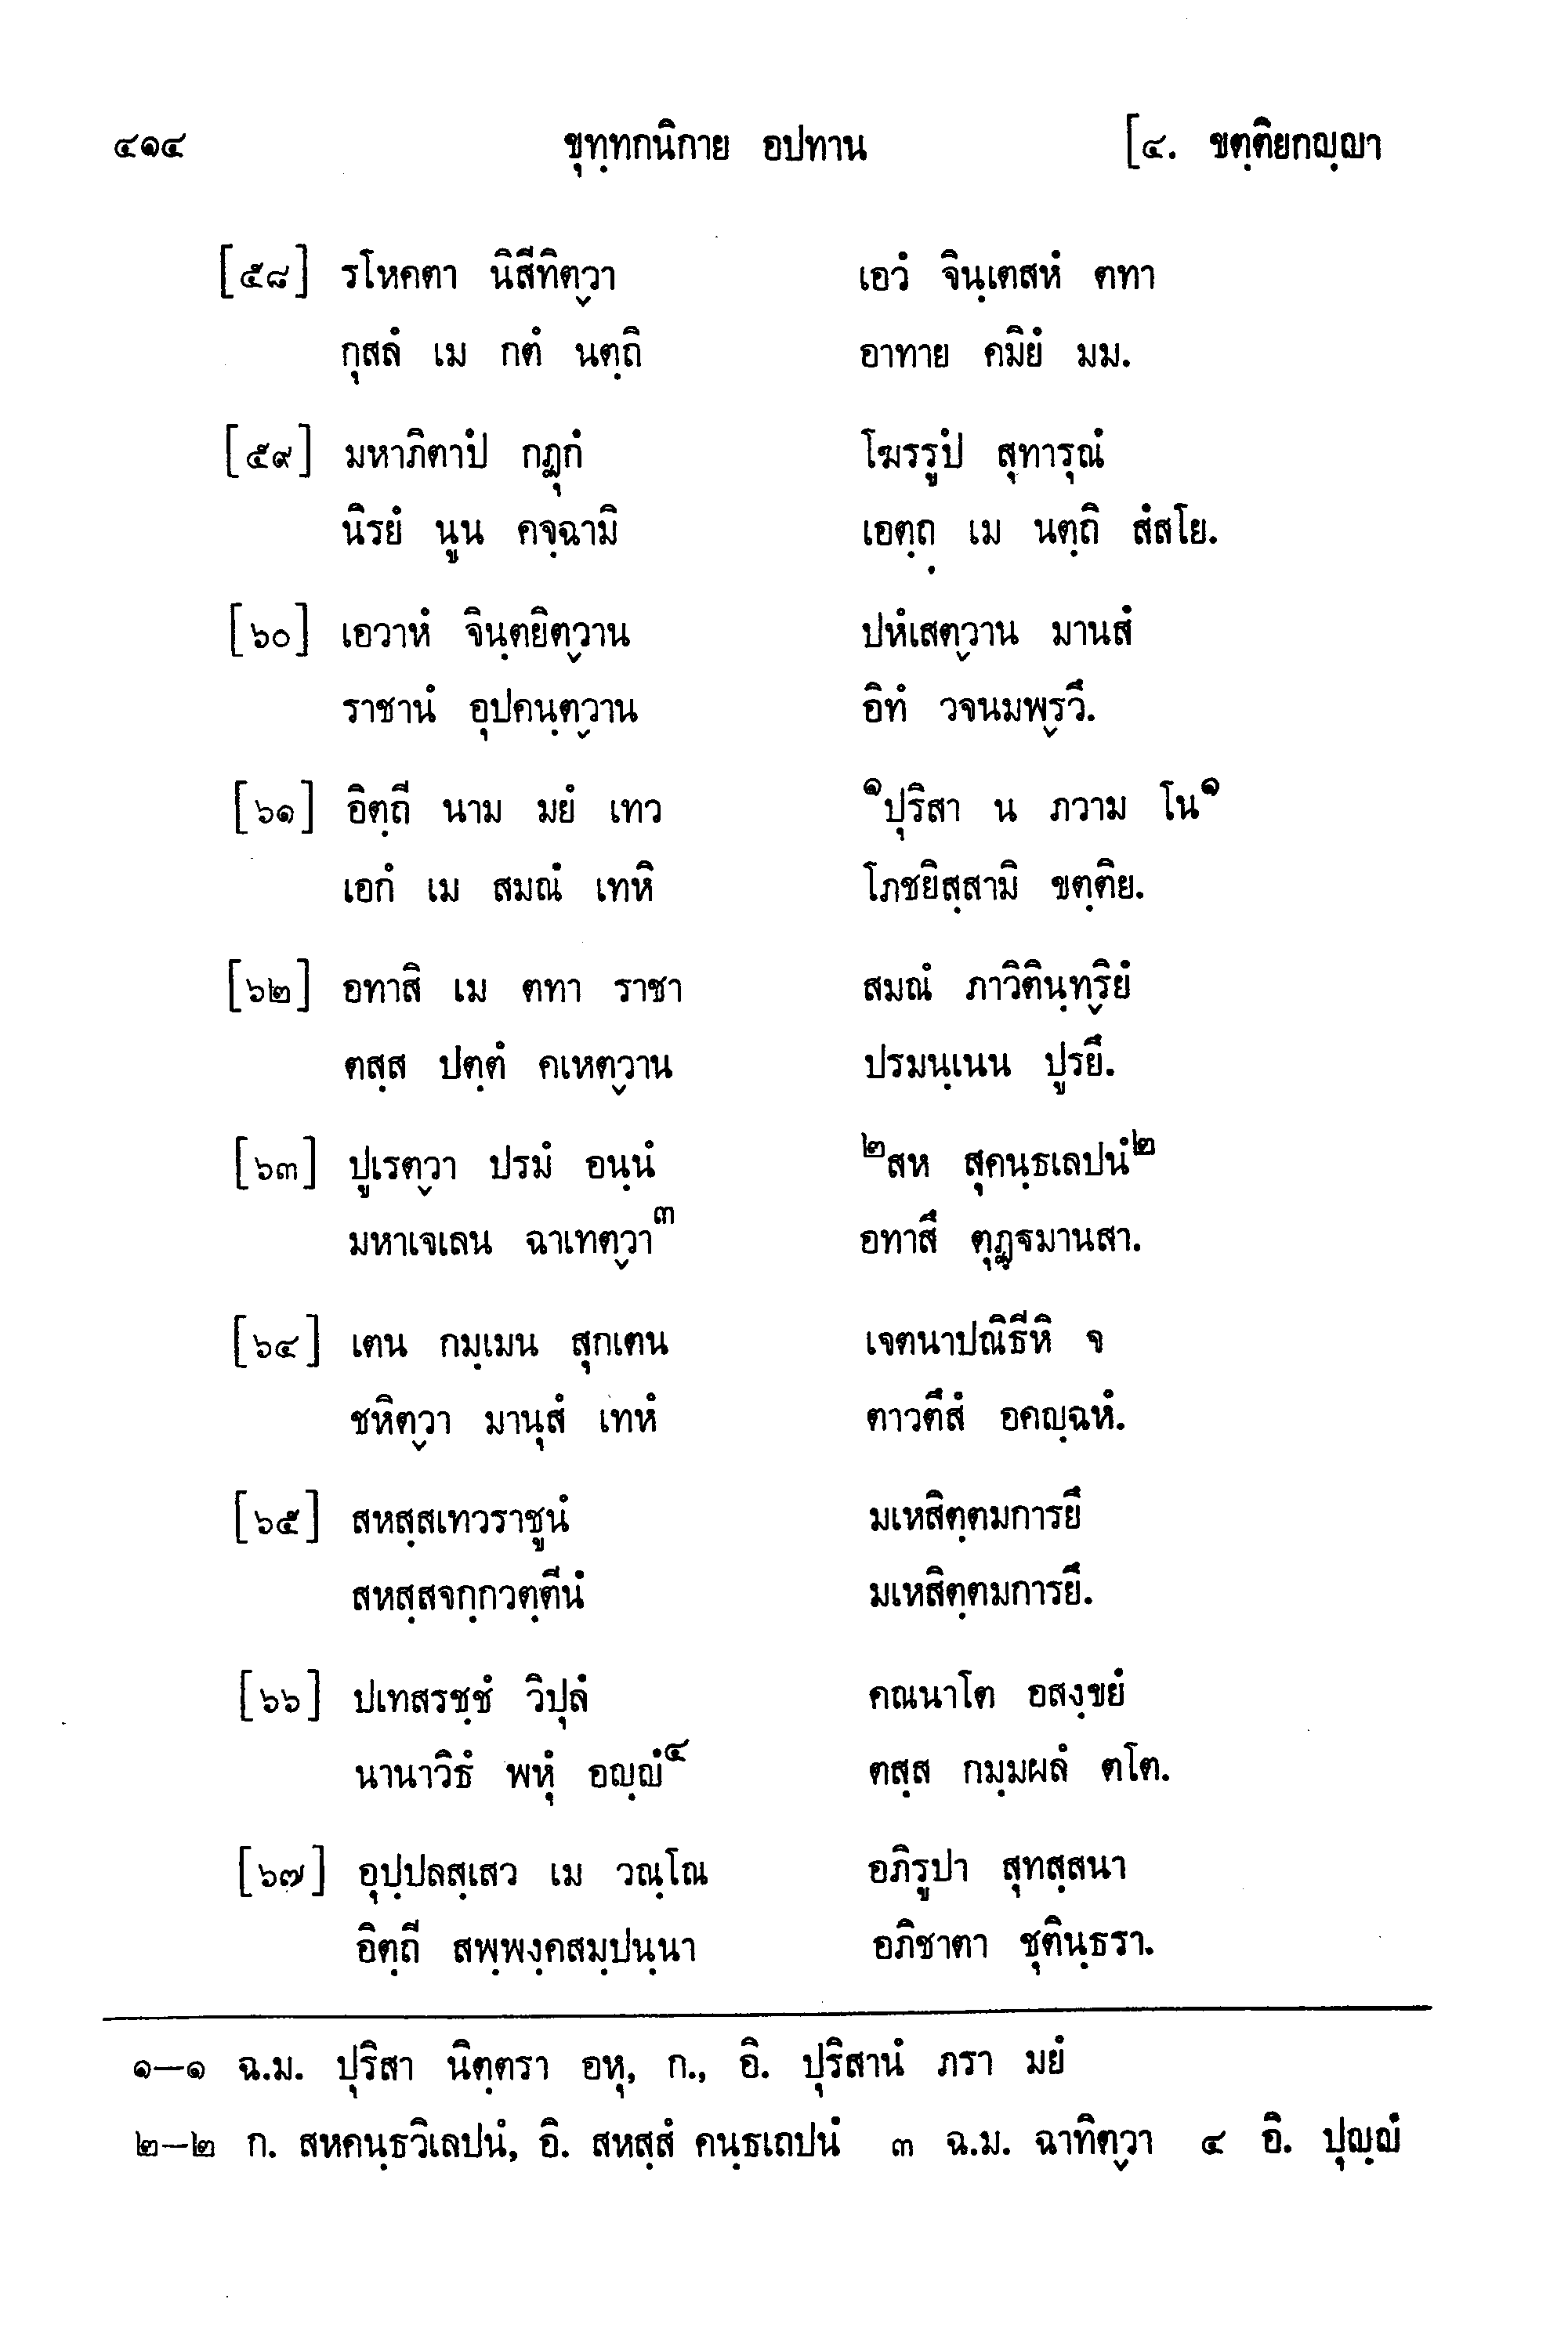 ๔๑๔ ขุทฺทกนิกาย อปทาน [๔. ขตฺติยกญฺญา
[๕๘] รโหคตา นิสีทิตฺวา เอวํ จินฺเตสหํ ตทา
กุสลํ เม กตํ นตฺถิ อาทาย คมิยํ มม.
[๕๙] มหาภิตาปํ กฏุกํ โฆรรูปํ สุทารุณํ
นิรยํ นูน คจฺฉามิ เอตฺถ เม นตฺถิ สํสโย.
[๖๐] เอวาหํ จินฺตยิตฺวาน ปหํเสตฺวาน มานสํ
ราชานํ อุปคนฺตฺวาน อิทํ วจนมพฺรวึ.
[๖๑] อิตฺถี นาม มยํ เทว ๑ปุริสา น ภวาม โน๑
เอกํ เม สมณํ เทหิ โภชยิสฺสามิ ขตฺติย.
[๖๒] อทาสิ เม ตทา ราชา สมณํ ภาวิตินฺทฺริยํ
ตสฺส ปตฺตํ คเหตฺวาน ปรมนฺเนน ปูรยึ.
[๖๓] ปูเรตฺวา ปรมํ อนฺนํ ๒สห สุคนฺธเลปนํ๒
มหาเจเลน ฉาเทตฺวา๓ อทาสึ ตุฏฺฐมานสา.
[๖๔] เตน กมฺเมน สุกเตน เจตนาปณิธีหิ จ
ชหิตฺวา มานุสํ เทหํ ตาวตึสํ อคญฺฉหํ.
[๖๕] สหสฺสเทวราชูนํ มเหสิตฺตมการยึ
สหสฺสจกฺกวตฺตีนํ มเหสิตฺตมการยึ.
[๖๖] ปเทสรชฺชํ วิปุลํ คณนาโต อสงฺขยํ
นานาวิธํ พหุํ อญฺญํ๔ ตสฺส กมฺมผลํ ตโต.
[๖๗] อุปฺปลสฺเสว เม วณฺโณ อภิรูปา สุทสฺสนา
อิตฺถี สพฺพงฺคสมฺปนฺนา อภิชาตา ชุตินฺธรา.
๑–๑ ฉ.ม. ปุริสา นิตฺตรา อหุ, ก., อิ. ปุริสานํ ภรา มยํ
๒–๒ ก. สหคนฺธวิเลปนํ, อิ. สหสฺสํ คนฺธเถปนํ ๓ ฉ.ม. ฉาทิตฺวา ๔ อิ. ปุญฺญํ